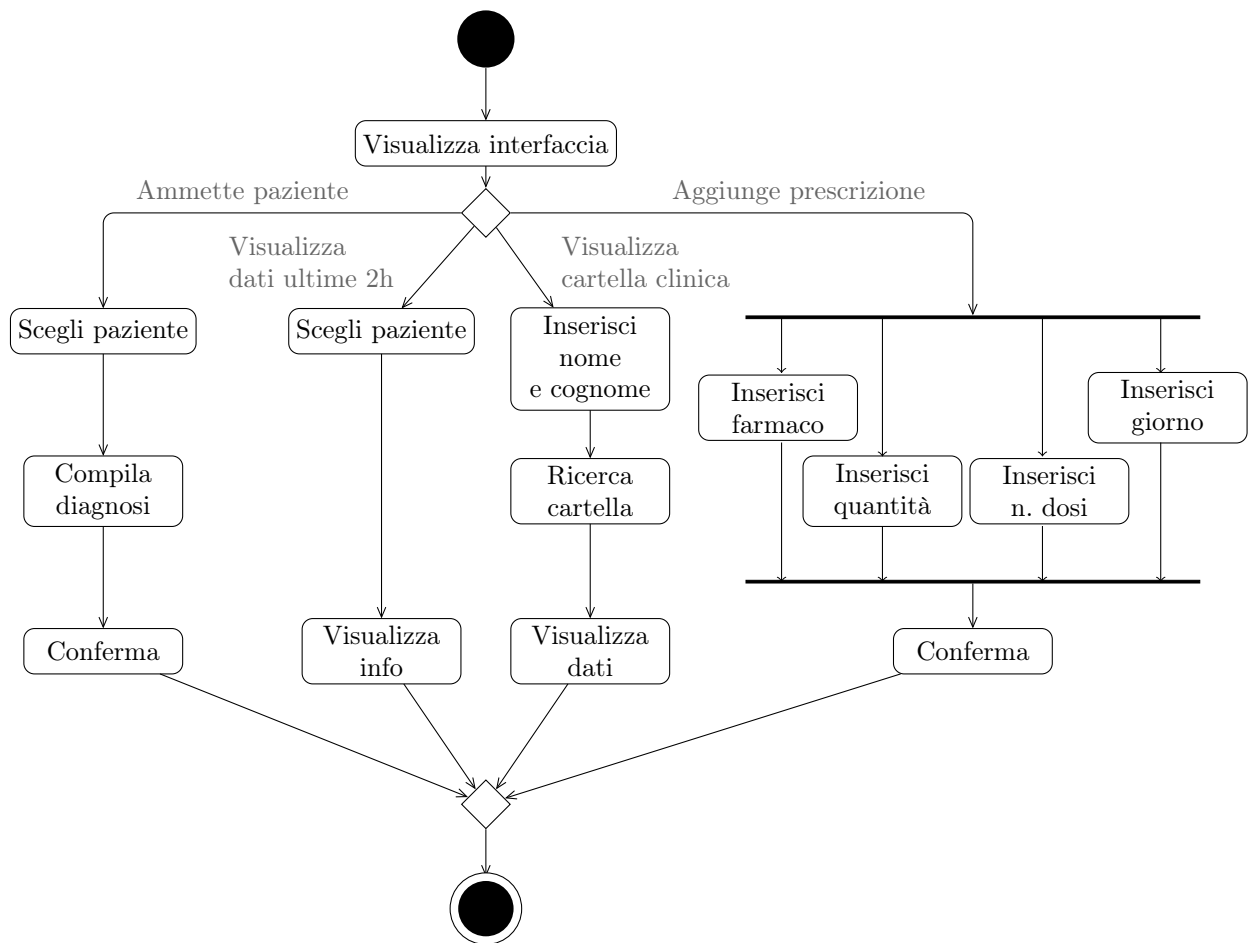 Visualizza interfaccia
Ammette paziente
Aggiunge prescrizione
Visualizza
dati ultime 2h
Visualizza
cartella clinica
Scegli paziente
Scegli paziente
Inserisci
nome
e cognome
Inserisci
farmaco
Inserisci
giorno
Compila
diagnosi
Ricerca
cartella
Inserisci
quantità
Inserisci
n. dosi
Conferma
Visualizza
info
Visualizza
dati
Conferma